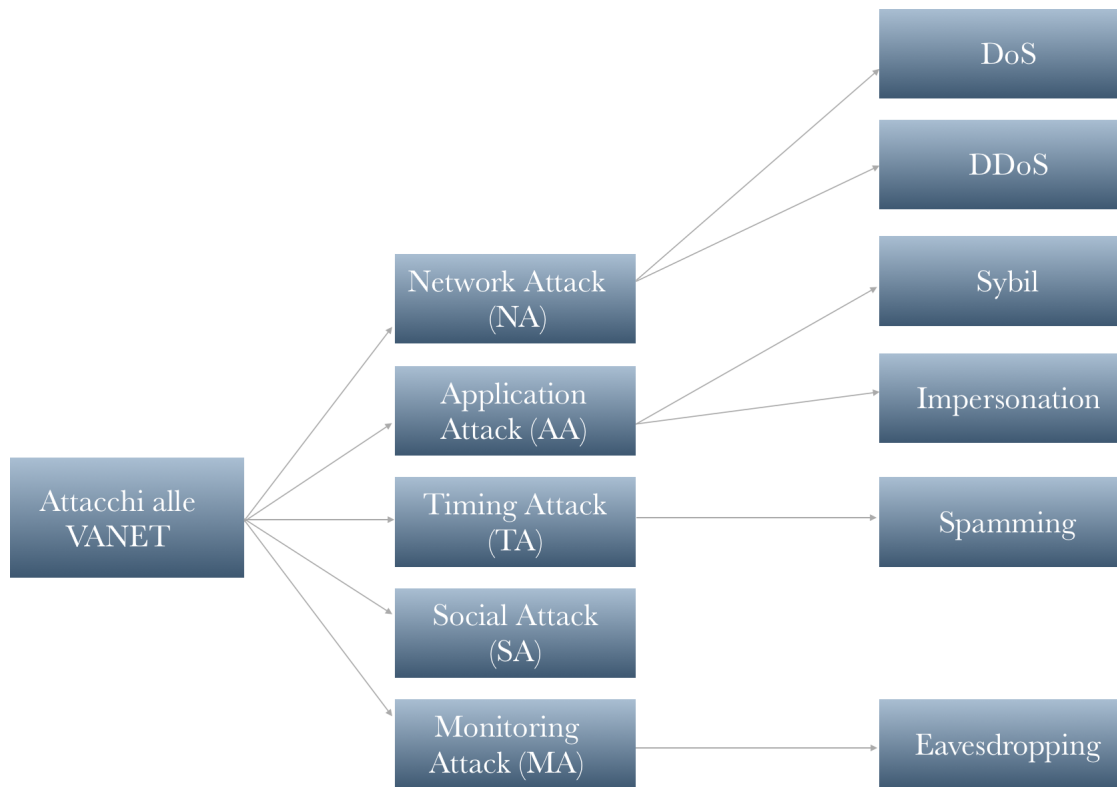 Attacchi alle
VANET
Network Attack
(NA)
Application
Attack (AA)
Timing Attack
(TA)
Social Attack
(SA)
Monitoring
Attack (MA)
DoS
DDoS
Sybil
Impersonation
Spamming
Eavesdropping